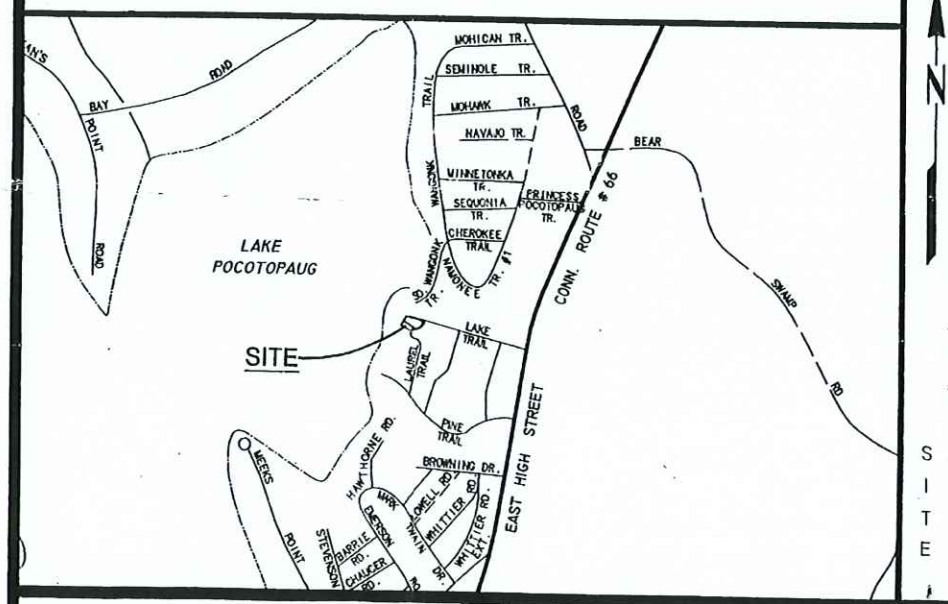 BAY
ROAD
POINT
ROAD
LAKE
POCOTOPAUG
SITE
MOHICAN TR.
SEMINOLE TR.
MOHAWK TR.
NAVAJO TR.
MINNETONKA
TR.
SEQUONIA
TR.
CHEROKEE
TRAIL
PRINCESS
POCOTOPAUG
TR.
WANGONK TRAIL
SO. WANGONK
TR.
NAMONEE TR. #1
ROAD
BEAR
SWAMP
RD
CONN. ROUTE # 66
LAKE
TRAIL
LAUREL
TRAIL
PINE
TRAIL
EAST HIGH STREET
BROWNING DR.
HAWTHORNE RD.
MARK TWAIN DR.
LOWELL RD.
WHITTIER RD
WHITTIER RD.
EXT.
EMERSON RD
BARRIE
RD.
CHAUCER
RD.
STEVENSON
MEEKS
POINT
N
SITE